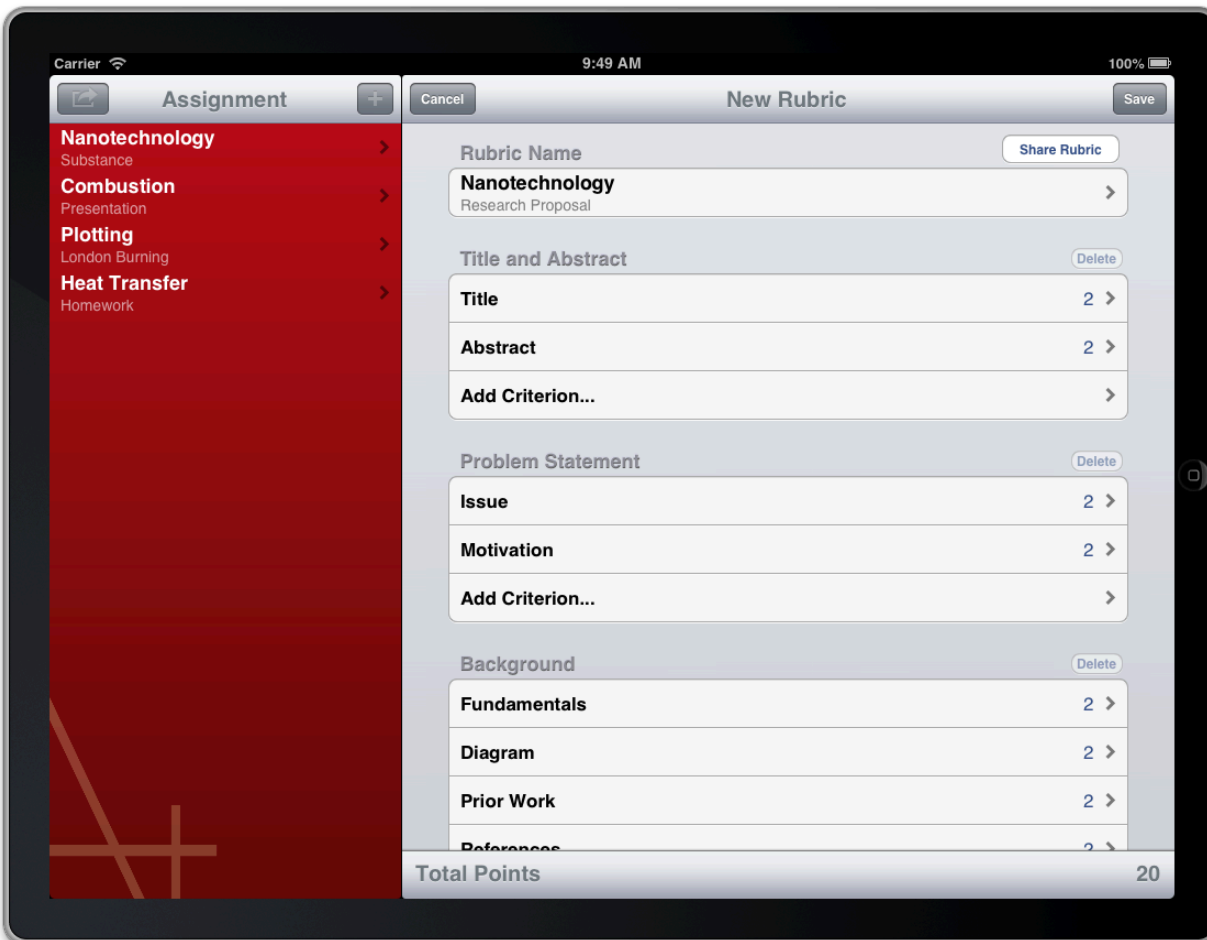 Carrier
9:49 AM
100%
Assignment
+
Nanotechnology
Substance
Combustion
Presentation
Plotting
London Burning
Heat Transfer
Homework
Cancel
New Rubric
Save
Rubric Name
Share Rubric
Nanotechnology
Research Proposal
Title and Abstract
Delete
Title 2
Abstract 2
Add Criterion...
Problem Statement
Delete
Issue 2
Motivation 2
Add Criterion...
Background
Delete
Fundamentals 2
Diagram 2
Prior Work 2
References 2
Total Points 20